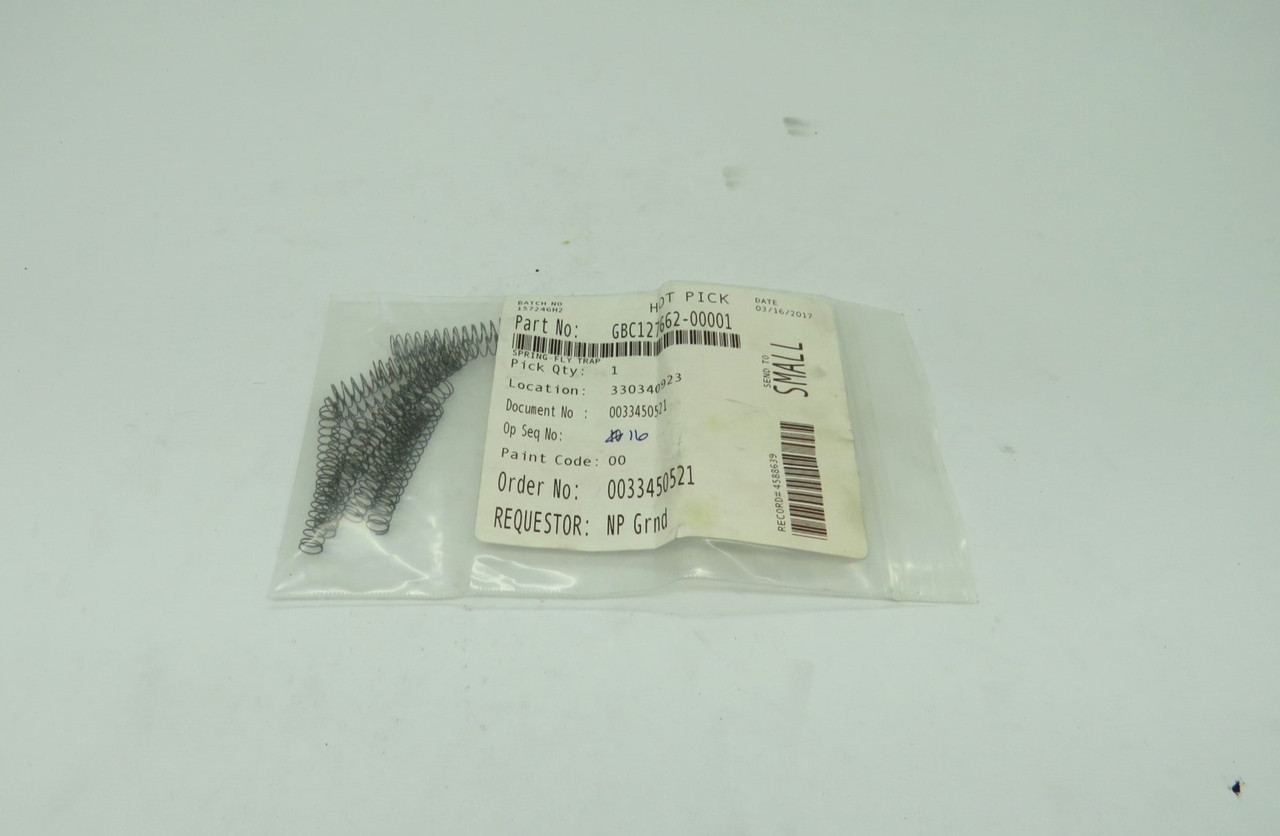 BATCH NO HOT PICK DATE
157246H2 03/16/2017
Part No: GBC127662-00001
SPRING FLY TRAP
Pick Qty: 1
Location: 330340923
Document No : 0033450521
Op Seq No: 16
Paint Code: 00
Order No: 0033450521
REQUESTOR: NP Grnd
SEND TO
SMALL
RECORD# 4588639